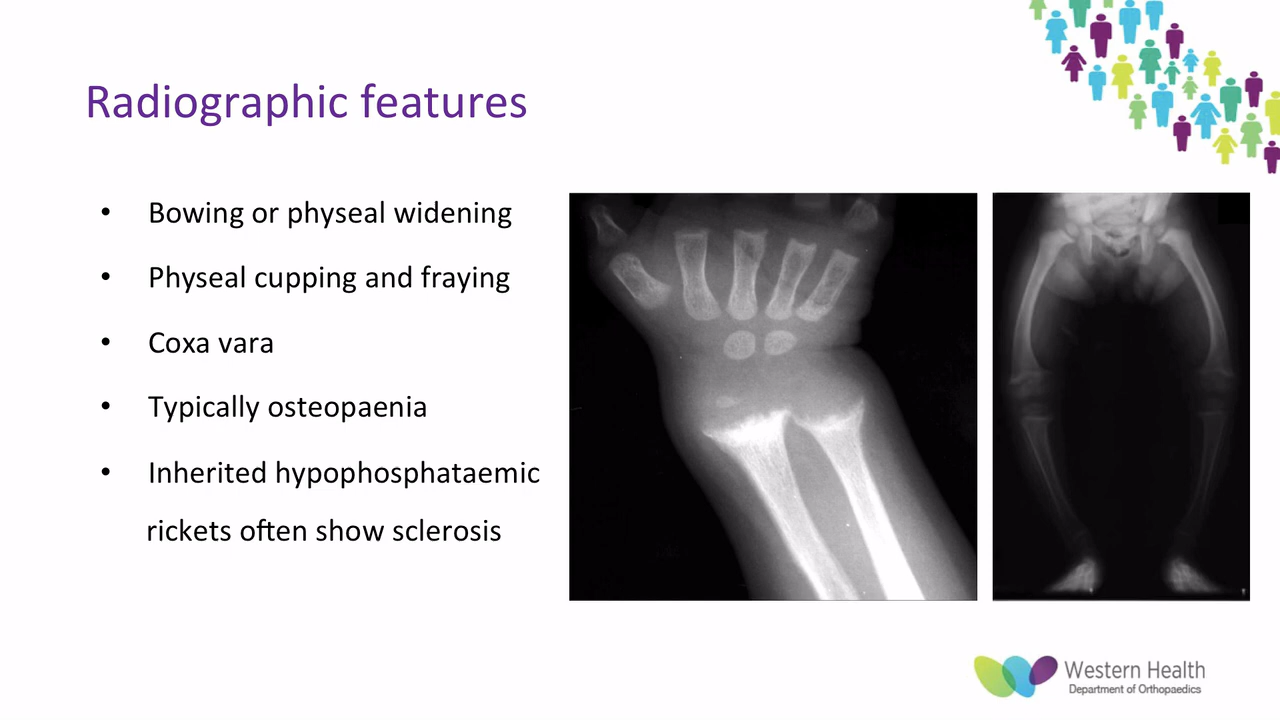 Radiographic features
• Bowing or physeal widening
• Physeal cupping and fraying
• Coxa vara
• Typically osteopaenia
• Inherited hypophosphataemic
rickets often show sclerosis
Western Health
Department of Orthopaedics